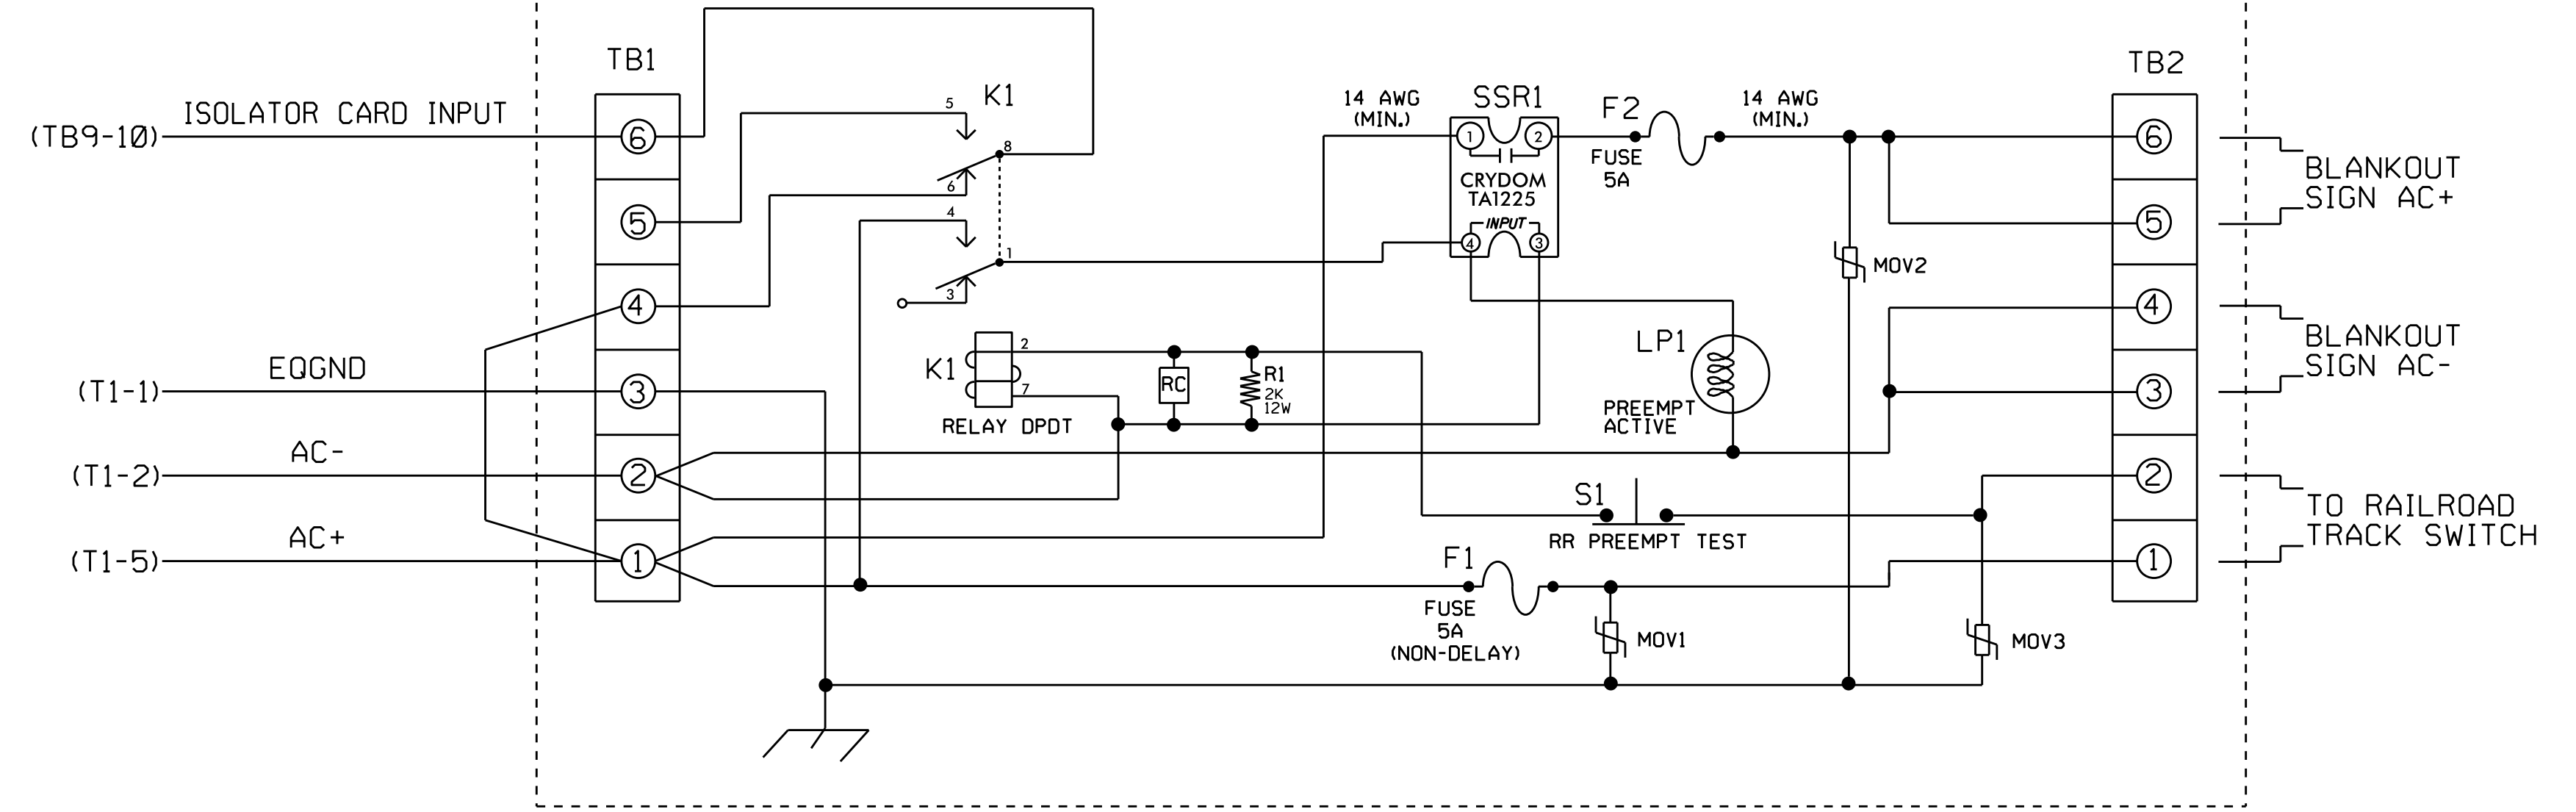 TB1
TB2
(TB9-10)
ISOLATOR CARD INPUT
6
5
4
3
2
1
EQGND
(T1-1)
AC-
(T1-2)
AC+
(T1-5)
K1
5
8
6
4
1
3
K1
2
7
RELAY DPDT
RC
R1
2K
12W
14 AWG
(MIN.)
SSR1
1
2
CRYDOM
TA1225
INPUT
4
3
F2
FUSE
5A
14 AWG
(MIN.)
MOV2
LP1
PREEMPT
ACTIVE
S1
RR PREEMPT TEST
F1
FUSE
5A
(NON-DELAY)
MOV1
MOV3
6
5
4
3
2
1
BLANKOUT
SIGN AC+
BLANKOUT
SIGN AC-
TO RAILROAD
TRACK SWITCH